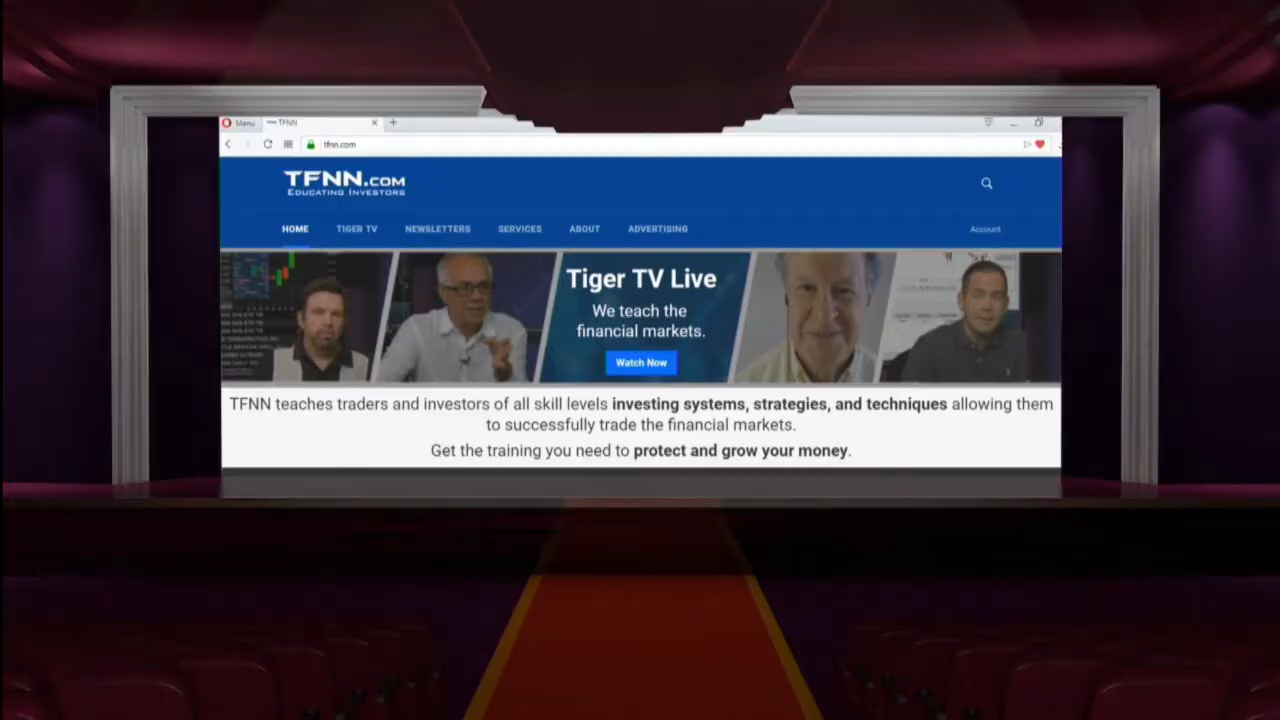 Menu
TFNN
tfnn.com
TFNN.COM
EDUCATING INVESTORS
HOME TIGER TV NEWSLETTERS SERVICES ABOUT ADVERTISING Account
Tiger TV Live
We teach the
financial markets.
Watch Now
TFNN teaches traders and investors of all skill levels investing systems, strategies, and techniques allowing them
to successfully trade the financial markets.
Get the training you need to protect and grow your money.